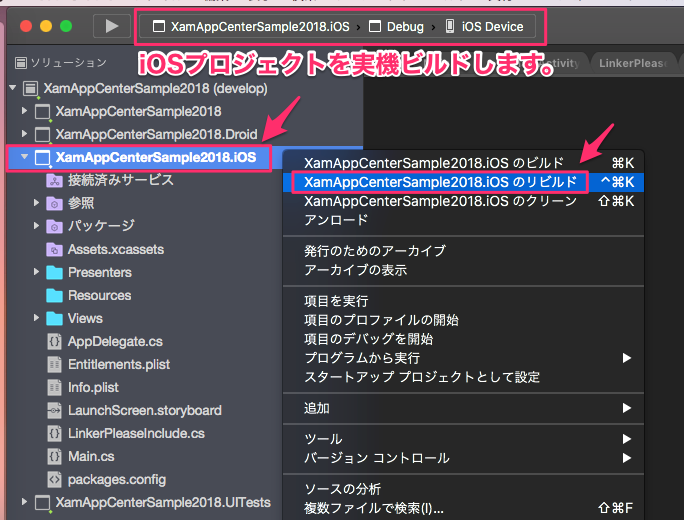 XamAppCenterSample2018.iOS › Debug › iOS Device
iOSプロジェクトを実機ビルドします。
ソリューション
ctivity
LinkerPlease
XamAppCenterSample2018 (develop)
XamAppCenterSample2018
XamAppCenterSample2018.Droid
XamAppCenterSample2018.iOS
接続済みサービス
参照
パッケージ
Assets.xcassets
Presenters
Resources
Views
AppDelegate.cs
Entitlements.plist
Info.plist
LaunchScreen.storyboard
LinkerPleaseInclude.cs
Main.cs
packages.config
XamAppCenterSample2018.UITests
XamAppCenterSample2018.iOS のビルド ⌘K
XamAppCenterSample2018.iOS のリビルド ^⌘K
XamAppCenterSample2018.iOS のクリーン ⇧⌘K
アンロード
発行のためのアーカイブ
アーカイブの表示
項目を実行
項目のプロファイルの開始
項目のデバッグを開始
プログラムから実行
スタートアップ プロジェクトとして設定
追加
ツール
バージョン コントロール
ソースの分析
複数ファイルで検索(I)... ⇧⌘F